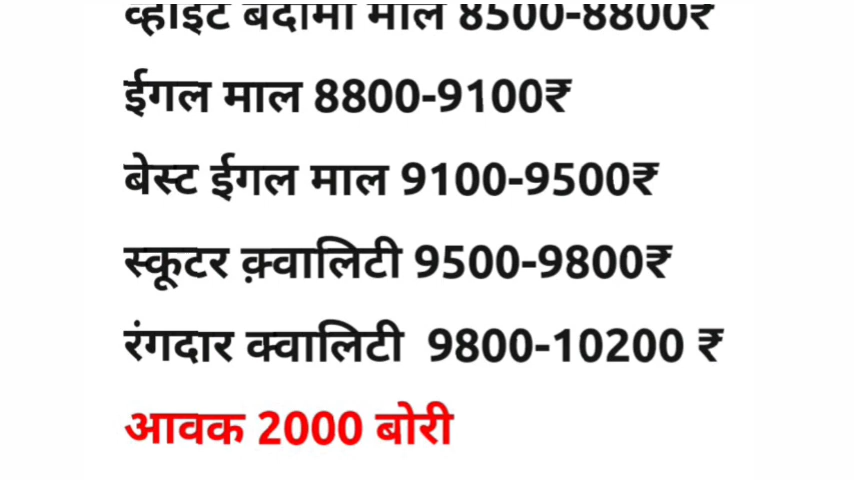 व्हाइट बदामी माल 8500-8800₹
ईगल माल 8800-9100₹
बेस्ट ईगल माल 9100-9500₹
स्कूटर क़्वालिटी 9500-9800₹
रंगदार क्वालिटी 9800-10200 ₹
आवक 2000 बोरी